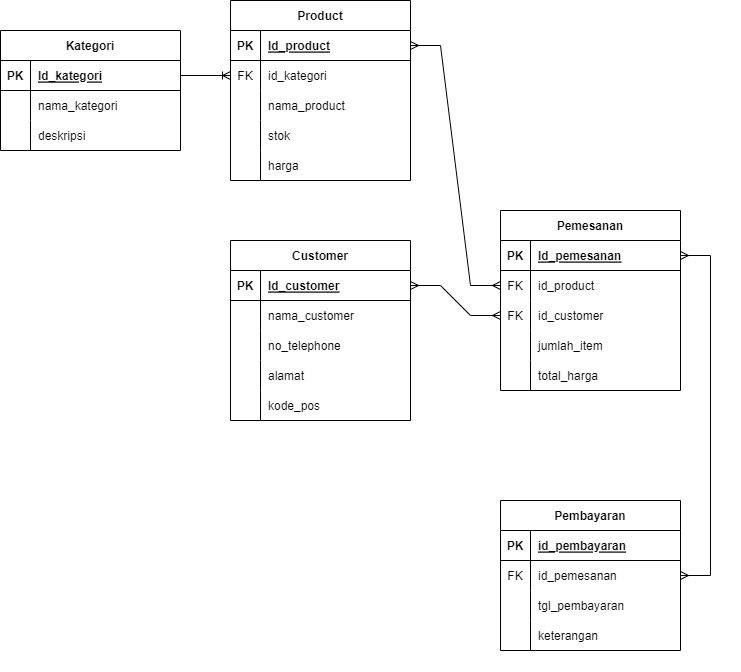 Kategori
PK Id_kategori
nama_kategori
deskripsi
Product
PK Id_product
FK id_kategori
nama_product
stok
harga
Customer
PK Id_customer
nama_customer
no_telephone
alamat
kode_pos
Pemesanan
PK Id_pemesanan
FK id_product
FK id_customer
jumlah_item
total_harga
Pembayaran
PK id_pembayaran
FK id_pemesanan
tgl_pembayaran
keterangan